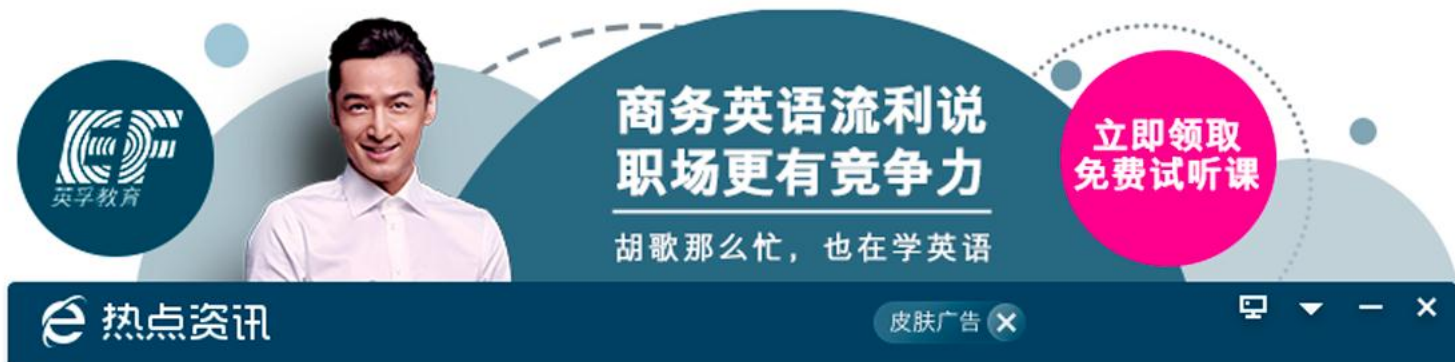 EF
英孚教育
商务英语流利说
职场更有竞争力
胡歌那么忙，也在学英语
立即领取
免费试听课
热点资讯
皮肤广告